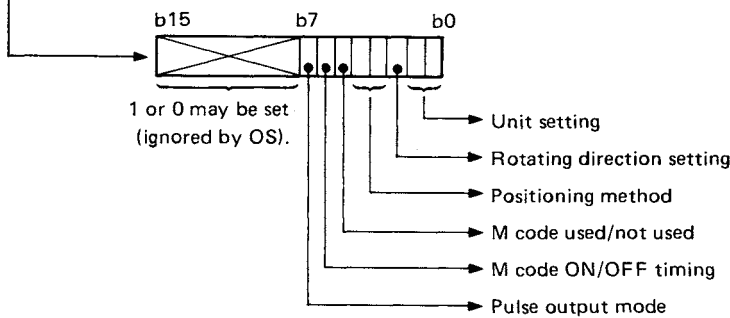 b15 b7 b0
1 or 0 may be set
(ignored by OS).
Unit setting
Rotating direction setting
Positioning method
M code used/not used
M code ON/OFF timing
Pulse output mode